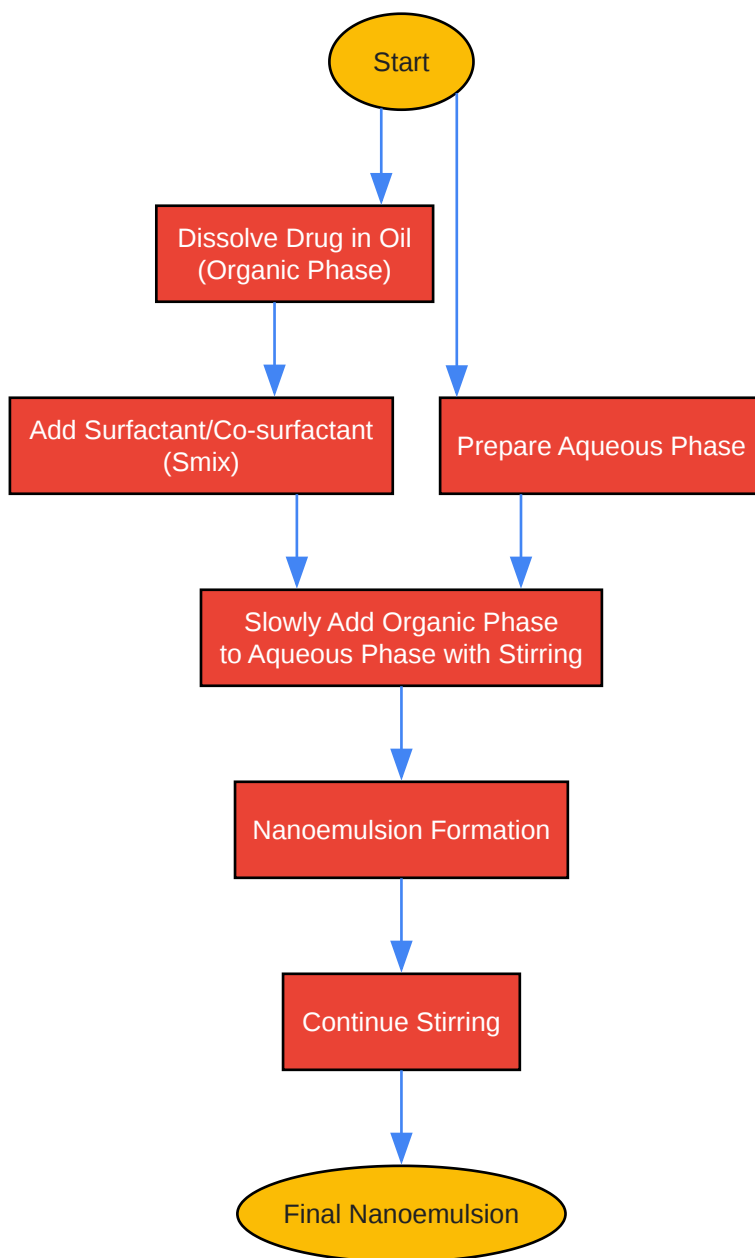 Start
Dissolve Drug in Oil
(Organic Phase)
Add Surfactant/Co-surfactant
(Smix)
Prepare Aqueous Phase
Slowly Add Organic Phase
to Aqueous Phase with Stirring
Nanoemulsion Formation
Continue Stirring
Final Nanoemulsion